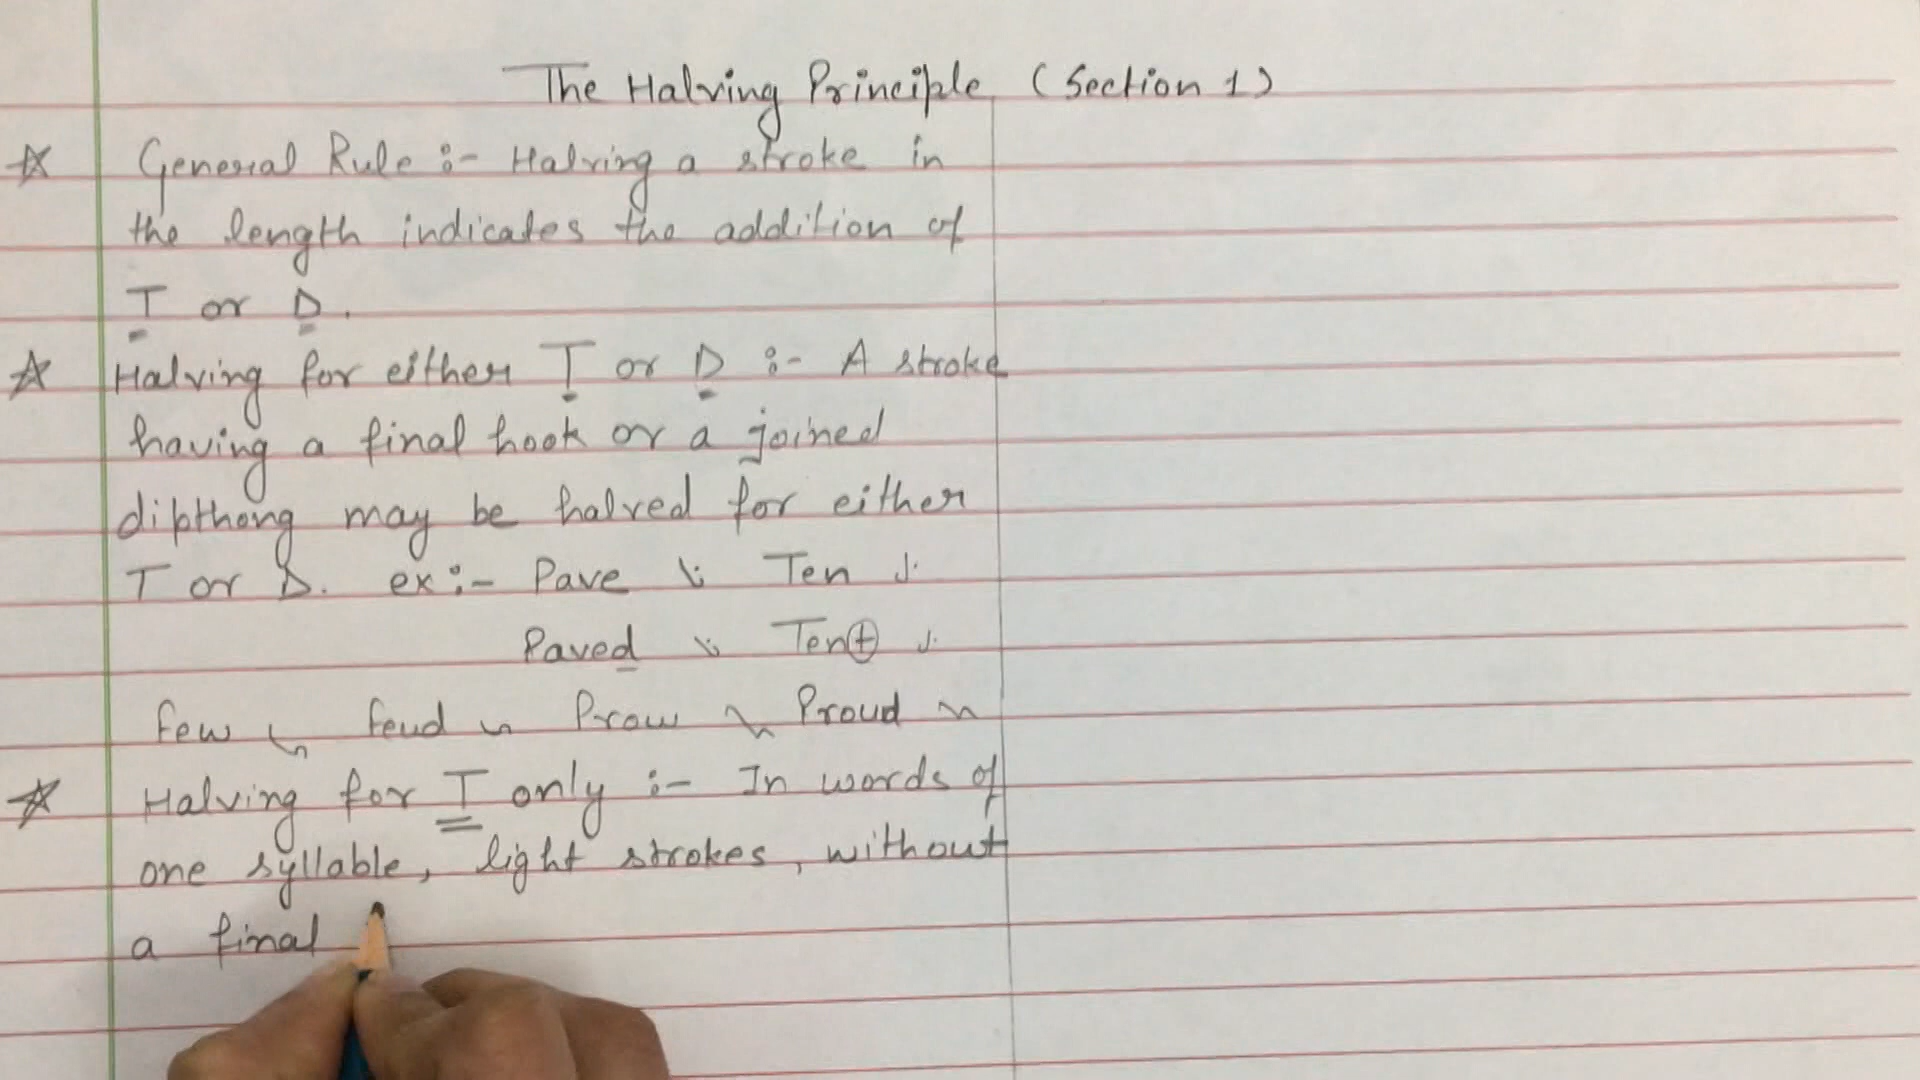 The Halving Principle (Section 1)
☆ General Rule :- Halving a stroke in
the length indicates the addition of
T or D.
☆ Halving for either T or D :- A stroke
having a final hook or a joined
dipthong may be halved for either
T or D. ex:- Pave Ten
Paved Tent
few feud Prow Proud
☆ Halving for T only :- In words of
one syllable, light strokes, without
a final